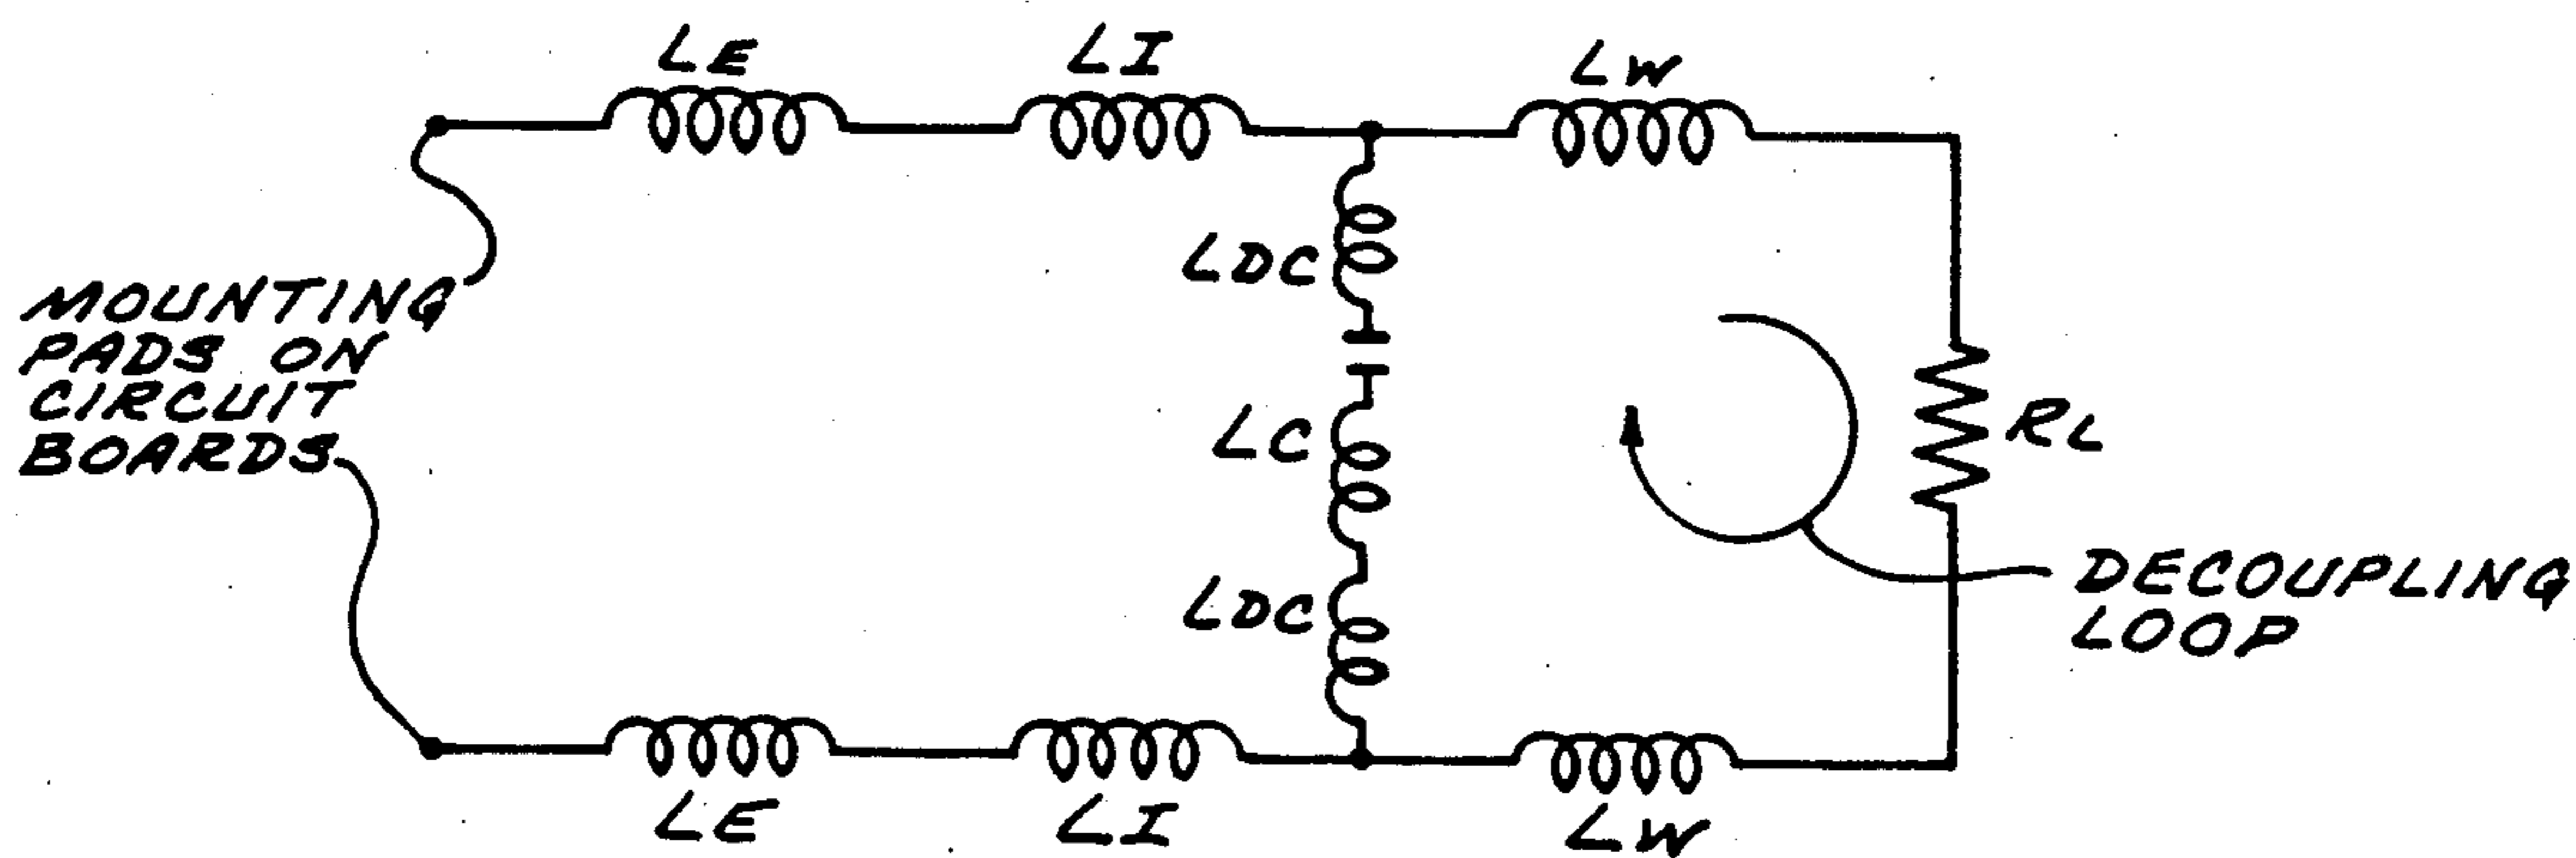 LE
LI
LW
LDC
MOUNTING
PADS ON
CIRCUIT
BOARDS
LC
RL
LDC
DECOUPLING
LOOP
LE
LI
LW